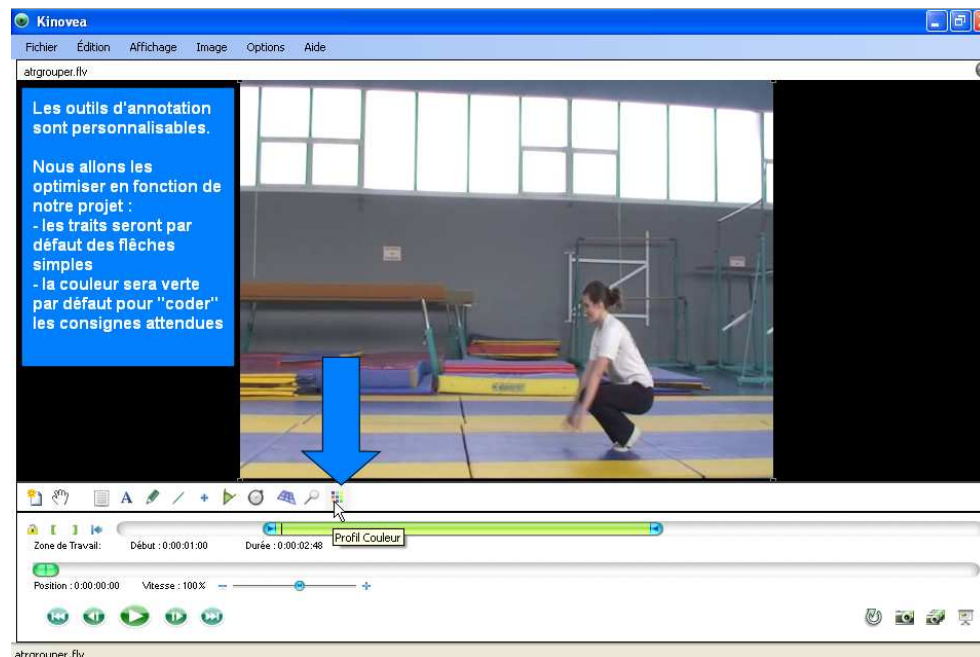 Kinovea
Fichier Édition Affichage Image Options Aide
atrgrouper.flv
Les outils d'annotation
sont personnalisables.
Nous allons les
optimiser en fonction de
notre projet :
- les traits seront par
défaut des flêches
simples
- la couleur sera verte
par défaut pour "coder"
les consignes attendues
Profil Couleur
Zone de Travail: Début : 0:00:01:00 Durée : 0:00:02:48
Position : 0:00:00:00 Vitesse : 100%
atrgrouper.flv